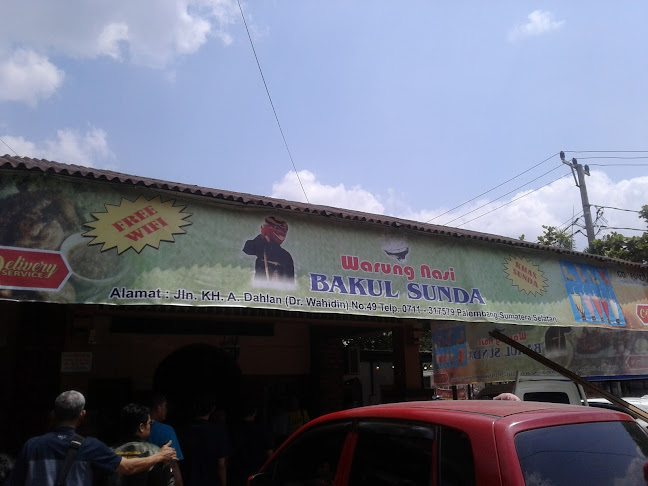 FREE
WIFI
Delivery
SERVICE
Warung Nasi
BAKUL SUNDA
Alamat : Jln. KH. A. Dahlan (Dr. Wahidin) No.49 Telp. 0711 - 317579 Palembang Sumatera Selatan